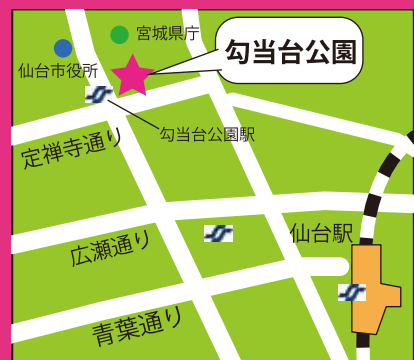 宮城県庁
勾当台公園
仙台市役所
勾当台公園駅
定禅寺通り
仙台駅
広瀬通り
青葉通り